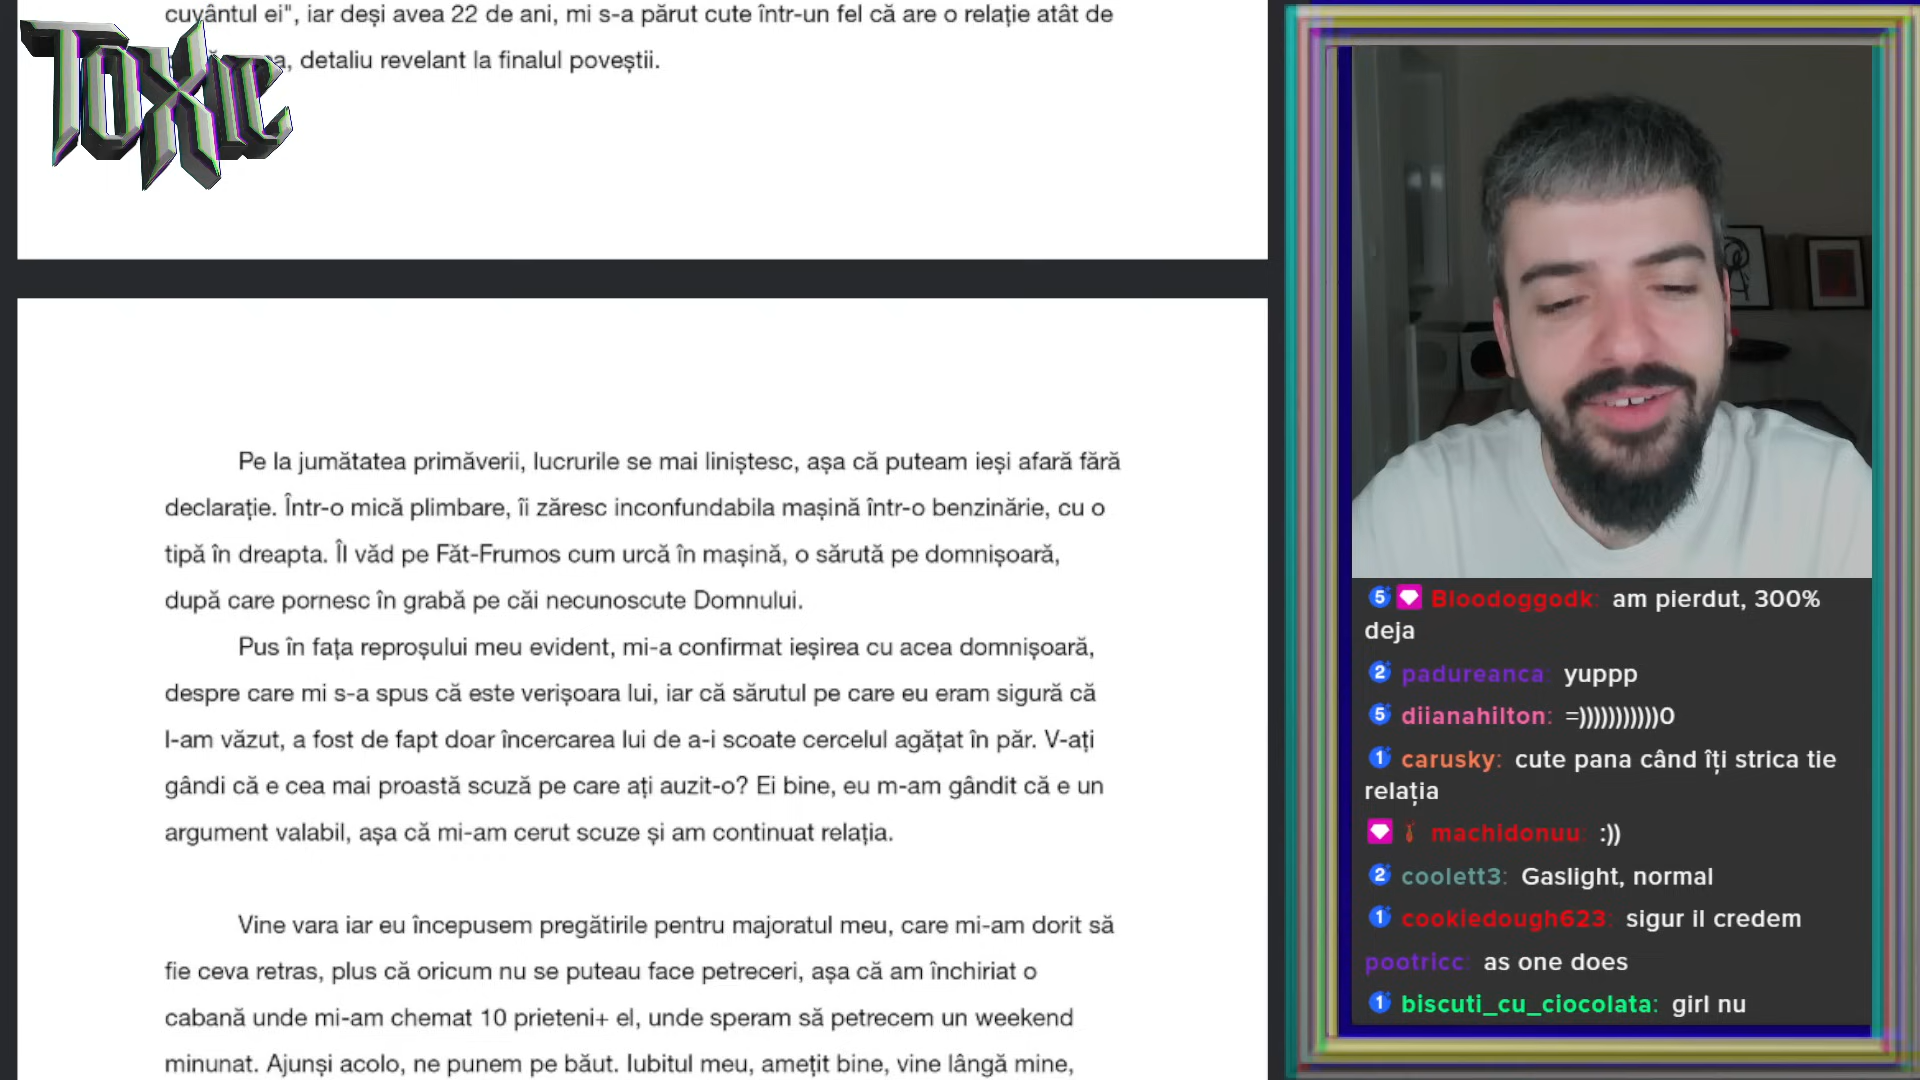 cuvântul ei", iar deși avea 22 de ani, mi s-a părut cute într-un fel că are o relație atât de
TOXIC
detaliu revelant la finalul poveștii.
Pe la jumătatea primăverii, lucrurile se mai liniștesc, așa că puteam ieși afară fără
declarație. Într-o mică plimbare, îi zăresc inconfundabila mașină într-o benzinărie, cu o
tipă în dreapta. Îl văd pe Făt-Frumos cum urcă în mașină, o sărută pe domnișoară,
după care pornesc în grabă pe căi necunoscute Domnului.
Pus în fața reproșului meu evident, mi-a confirmat ieșirea cu acea domnișoară,
despre care mi s-a spus că este verișoara lui, iar că sărutul pe care eu eram sigură că
l-am văzut, a fost de fapt doar încercarea lui de a-i scoate cercelul agățat în păr. V-ați
gândi că e cea mai proastă scuză pe care ați auzit-o? Ei bine, eu m-am gândit că e un
argument valabil, așa că mi-am cerut scuze și am continuat relația.
Vine vara iar eu începusem pregătirile pentru majoratul meu, care mi-am dorit să
fie ceva retras, plus că oricum nu se puteau face petreceri, așa că am închiriat o
cabană unde mi-am chemat 10 prieteni+ el, unde speram să petrecem un weekend
minunat. Ajunși acolo, ne punem pe băut. Iubitul meu, amețit bine, vine lângă mine,
5 Bloodoggodk: am pierdut, 300%
deja
2 padureanca: yuppp
5 diianahilton: =)))))))))))0
1 carusky: cute pana când îți strica tie
relația
machidonuu: :))
2 coolett3: Gaslight, normal
1 cookiedough623: sigur il credem
pootricc: as one does
1 biscuti_cu_ciocolata: girl nu